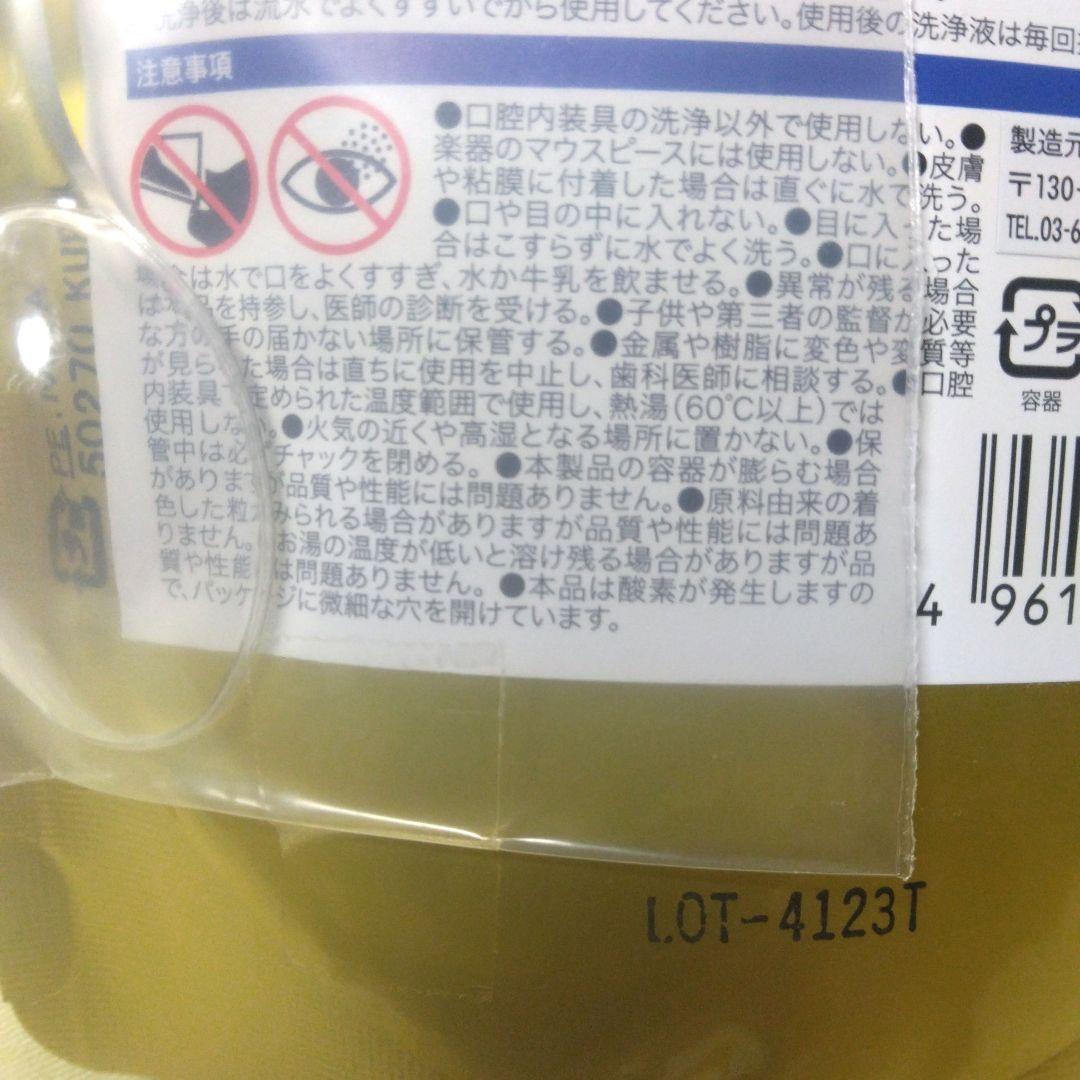 洗浄後は流水でよくすすいでから使用してください。使用後の洗浄液は毎回
注意事項
●口腔内装具の洗浄以外で使用しない。●
楽器のマウスピースには使用しない。●皮膚
や粘膜に付着した場合は直ぐに水で洗う。
●口や目の中に入れない。●目に入った場
合はこすらずに水でよく洗う。●口に入った
場合は水で口をよくすすぎ、水か牛乳を飲ませる。●異常が残る場合
は本品を持参し、医師の診断を受ける。●子供や第三者の監督が必要
な方の手の届かない場所に保管する。●金属や樹脂に変色や変質等
が見られた場合は直ちに使用を中止し、歯科医師に相談する。●口腔
内装具 定められた温度範囲で使用し、熱湯(60℃以上)では
使用しな 。●火気の近くや高湿となる場所に置かない。●保
管中は必 チャックを閉める。●本製品の容器が膨らむ場合
がありますが品質や性能には問題ありません。●原料由来の着
色した粒 みられる場合がありますが品質や性能には問題あ
りません。 お湯の温度が低いと溶け残る場合がありますが品
質や性能 は問題ありません。●本品は酸素が発生しますの
で、パッケージに微細な穴を開けています。
製造元
〒130-
TEL.03-6
プラ
容器
4 961
PE.M A
50270 KU
LOT-4123T